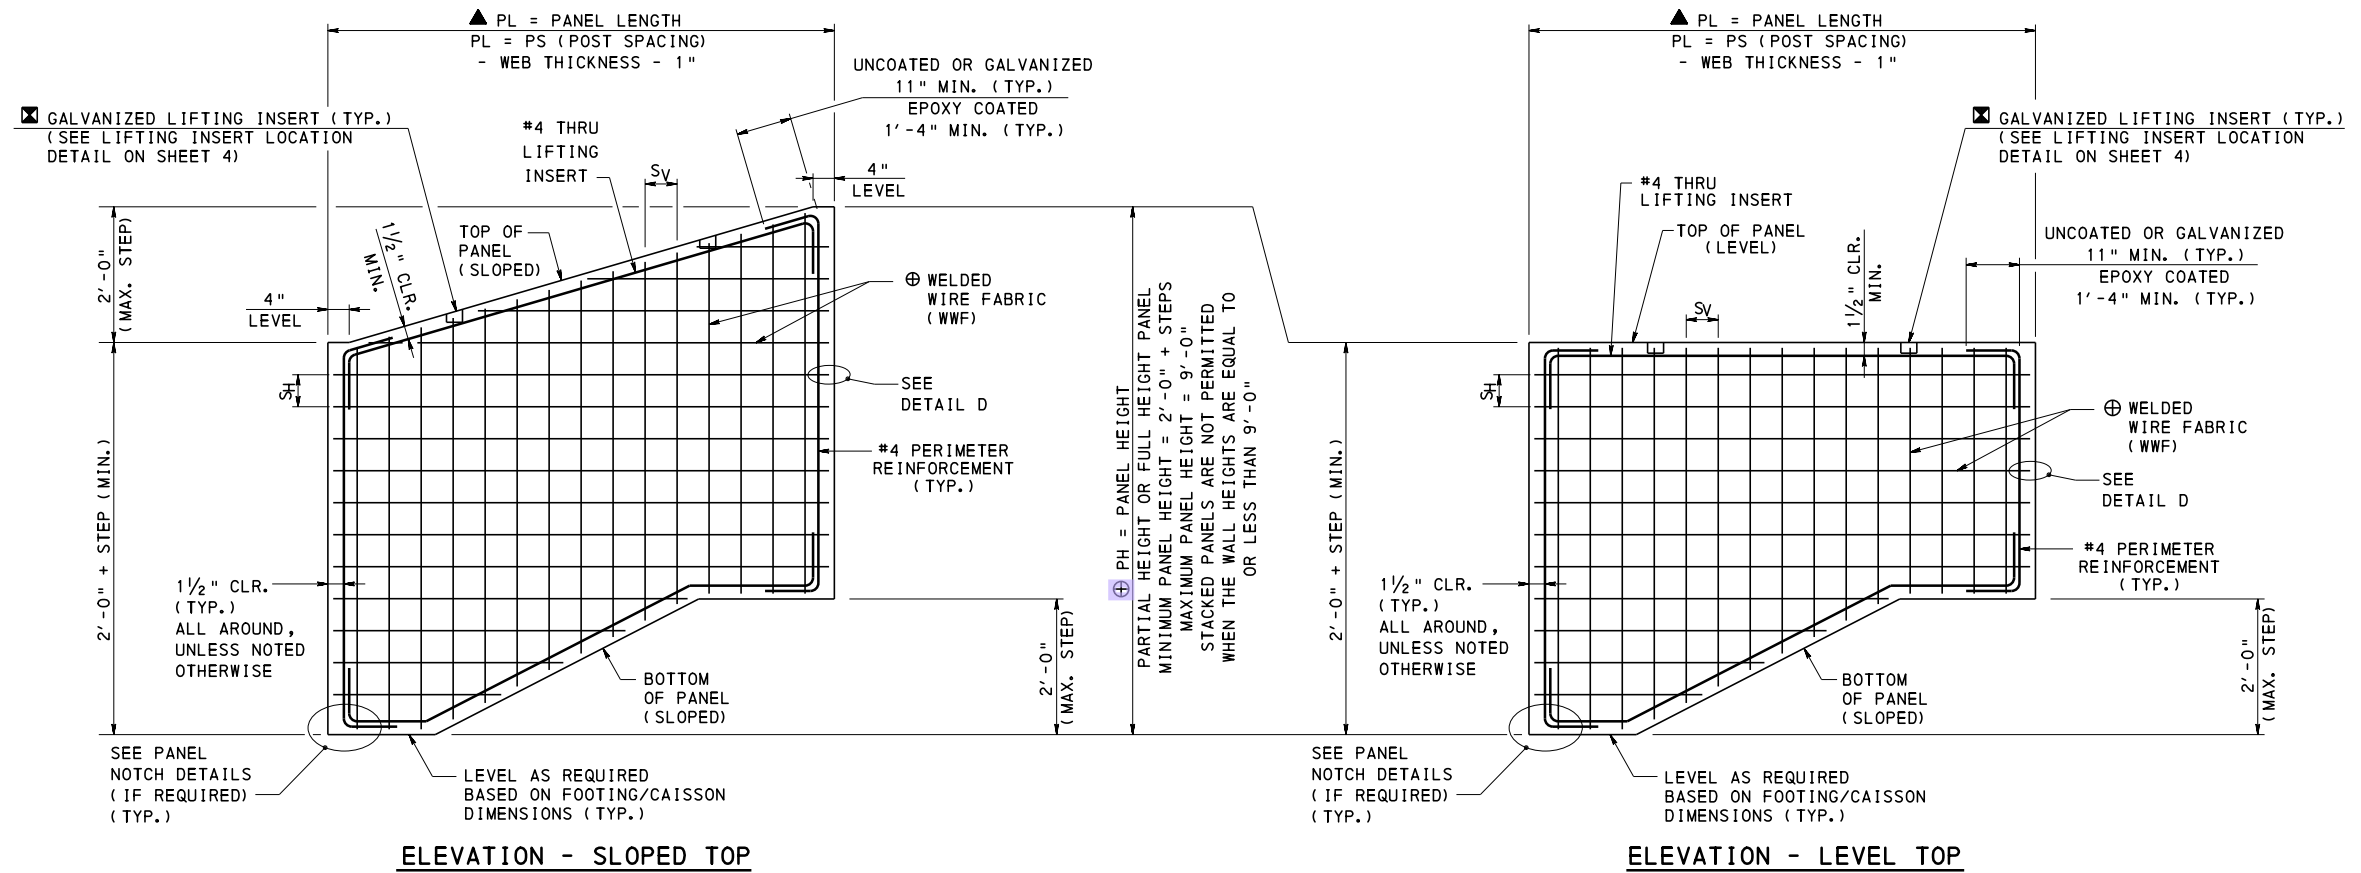 ▲ PL = PANEL LENGTH
PL = PS (POST SPACING)
- WEB THICKNESS - 1"
UNCOATED OR GALVANIZED
11" MIN. (TYP.)
EPOXY COATED
1'-4" MIN. (TYP.)
GALVANIZED LIFTING INSERT (TYP.)
(SEE LIFTING INSERT LOCATION
DETAIL ON SHEET 4)
#4 THRU
LIFTING
INSERT
SV
4"
LEVEL
2'-0"
(MAX. STEP)
1 1/2" CLR.
MIN.
TOP OF
PANEL
(SLOPED)
4"
LEVEL
⊕ WELDED
WIRE FABRIC
(WWF)
SH
SEE
DETAIL D
#4 PERIMETER
REINFORCEMENT
(TYP.)
2'-0" + STEP (MIN.)
1 1/2" CLR.
(TYP.)
ALL AROUND,
UNLESS NOTED
OTHERWISE
BOTTOM
OF PANEL
(SLOPED)
2'-0"
(MAX. STEP)
SEE PANEL
NOTCH DETAILS
(IF REQUIRED)
(TYP.)
LEVEL AS REQUIRED
BASED ON FOOTING/CAISSON
DIMENSIONS (TYP.)
ELEVATION - SLOPED TOP
⊕ PH = PANEL HEIGHT
PARTIAL HEIGHT OR FULL HEIGHT PANEL
MINIMUM PANEL HEIGHT = 2'-0" + STEPS
MAXIMUM PANEL HEIGHT = 9'-0"
STACKED PANELS ARE NOT PERMITTED
WHEN THE WALL HEIGHTS ARE EQUAL TO
OR LESS THAN 9'-0"
▲ PL = PANEL LENGTH
PL = PS (POST SPACING)
- WEB THICKNESS - 1"
GALVANIZED LIFTING INSERT (TYP.)
(SEE LIFTING INSERT LOCATION
DETAIL ON SHEET 4)
#4 THRU
LIFTING INSERT
TOP OF PANEL
(LEVEL)
1 1/2" CLR.
MIN.
UNCOATED OR GALVANIZED
11" MIN. (TYP.)
EPOXY COATED
1'-4" MIN. (TYP.)
SV
SH
⊕ WELDED
WIRE FABRIC
(WWF)
SEE
DETAIL D
#4 PERIMETER
REINFORCEMENT
(TYP.)
2'-0" + STEP (MIN.)
1 1/2" CLR.
(TYP.)
ALL AROUND,
UNLESS NOTED
OTHERWISE
BOTTOM
OF PANEL
(SLOPED)
2'-0"
(MAX. STEP)
SEE PANEL
NOTCH DETAILS
(IF REQUIRED)
(TYP.)
LEVEL AS REQUIRED
BASED ON FOOTING/CAISSON
DIMENSIONS (TYP.)
ELEVATION - LEVEL TOP